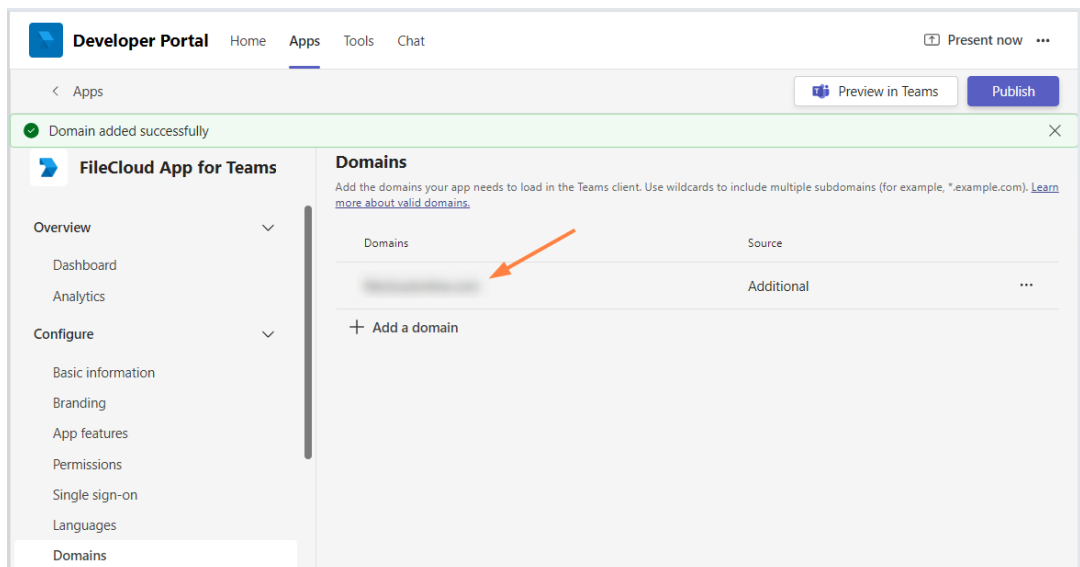 Developer Portal Home Apps Tools Chat Present now
Apps Preview in Teams Publish
Domain added successfully
FileCloud App for Teams
Overview
Dashboard
Analytics
Configure
Basic information
Branding
App features
Permissions
Single sign-on
Languages
Domains
Domains
Add the domains your app needs to load in the Teams client. Use wildcards to include multiple subdomains (for example, *.example.com). Learn
more about valid domains.
Domains Source
Additional
Add a domain